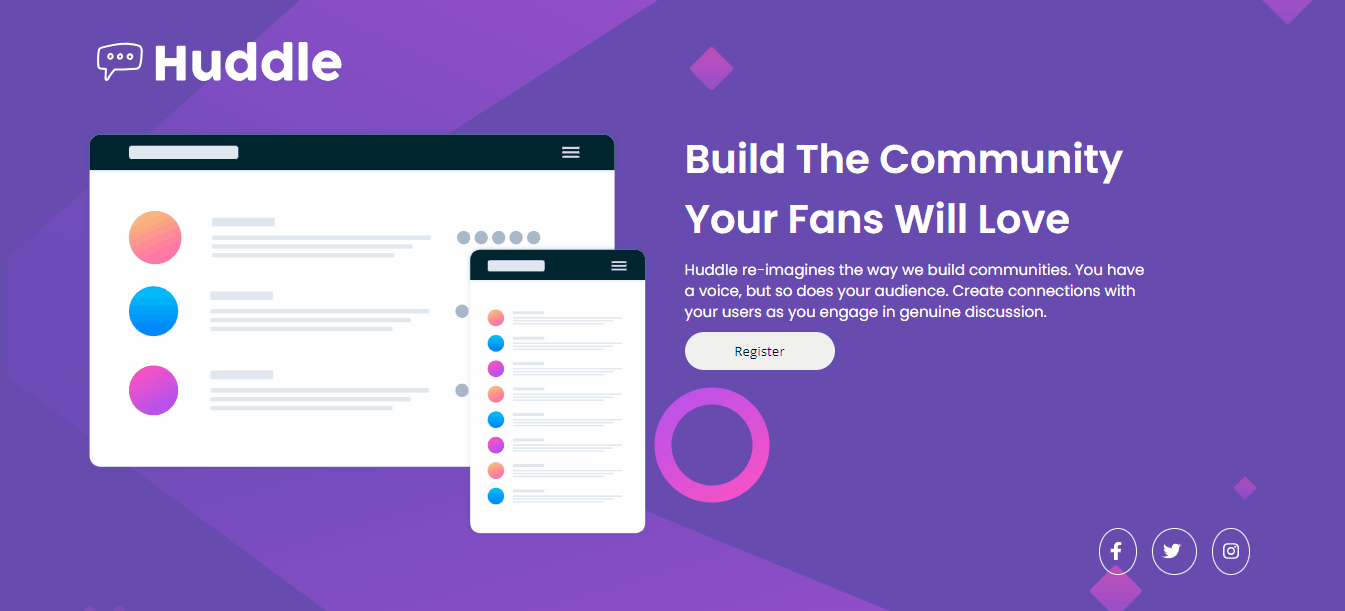 Huddle
Build The Community
Your Fans Will Love
Huddle re-imagines the way we build communities. You have
a voice, but so does your audience. Create connections with
your users as you engage in genuine discussion.
Register